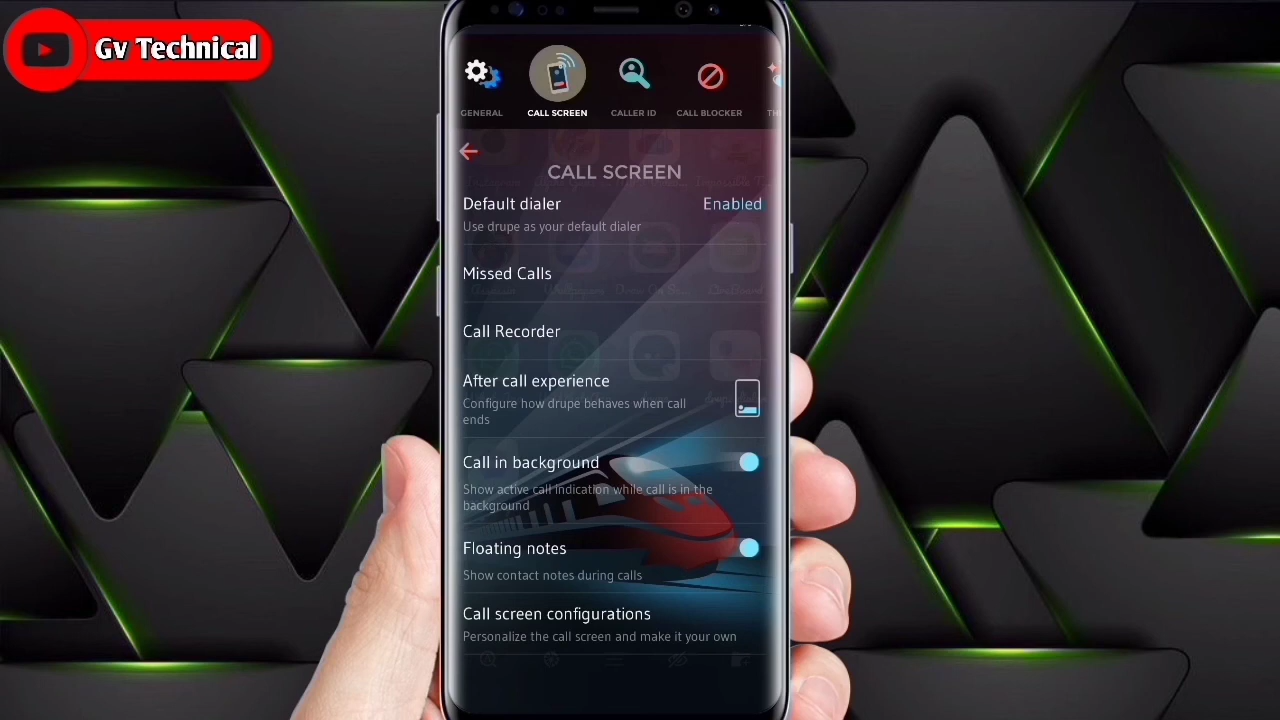 Gv Technical
GENERAL
CALL SCREEN
CALLER ID
CALL BLOCKER
CALL SCREEN
Default dialer
Enabled
Use drupe as your default dialer
Missed Calls
Call Recorder
After call experience
Configure how drupe behaves when call
ends
Call in background
Show active call indication while call is in the
background
Floating notes
Show contact notes during calls
Call screen configurations
Personalize the call screen and make it your own